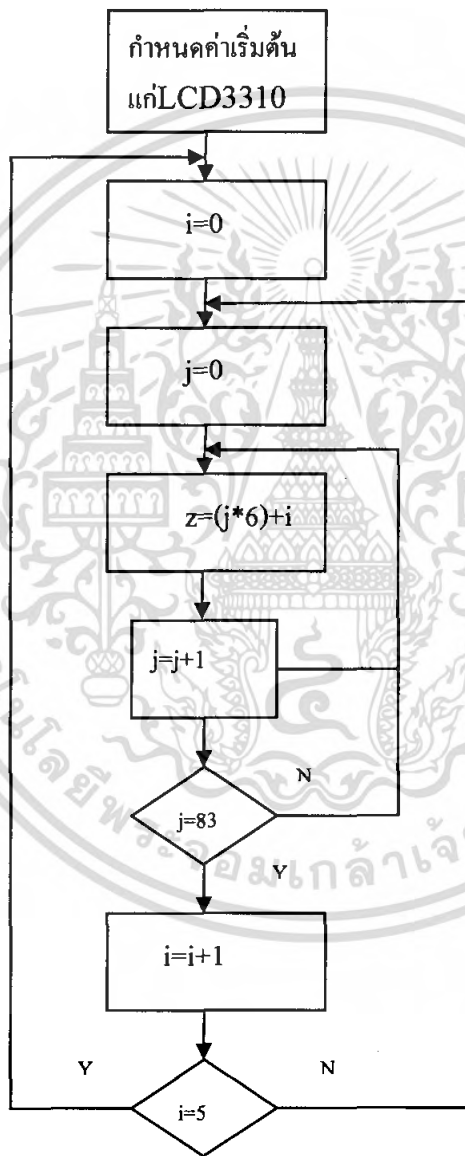 กำหนดค่าเริ่มต้น
แก่LCD3310
i=0
j=0
z=(j*6)+i
j=j+1
N
j=83
Y
i=i+1
Y
N
i=5